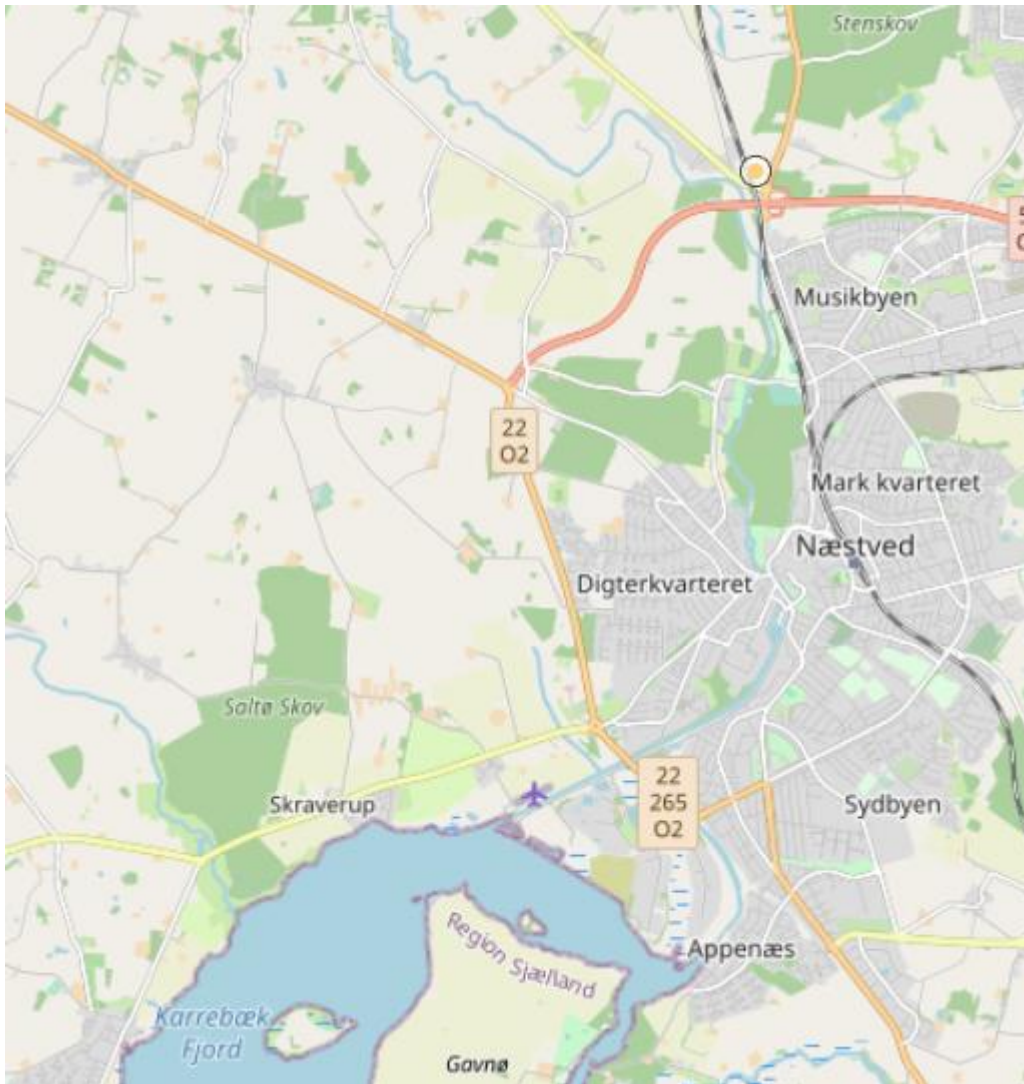 Stenskov
Musikbyen
22
O2
Mark kvarteret
Næstved
Digterkvarteret
Saltø Skov
22
265
O2
Skraverup
Sydbyen
Region Sjælland
Appenæs
Karrebæk
Fjord
Gavnø